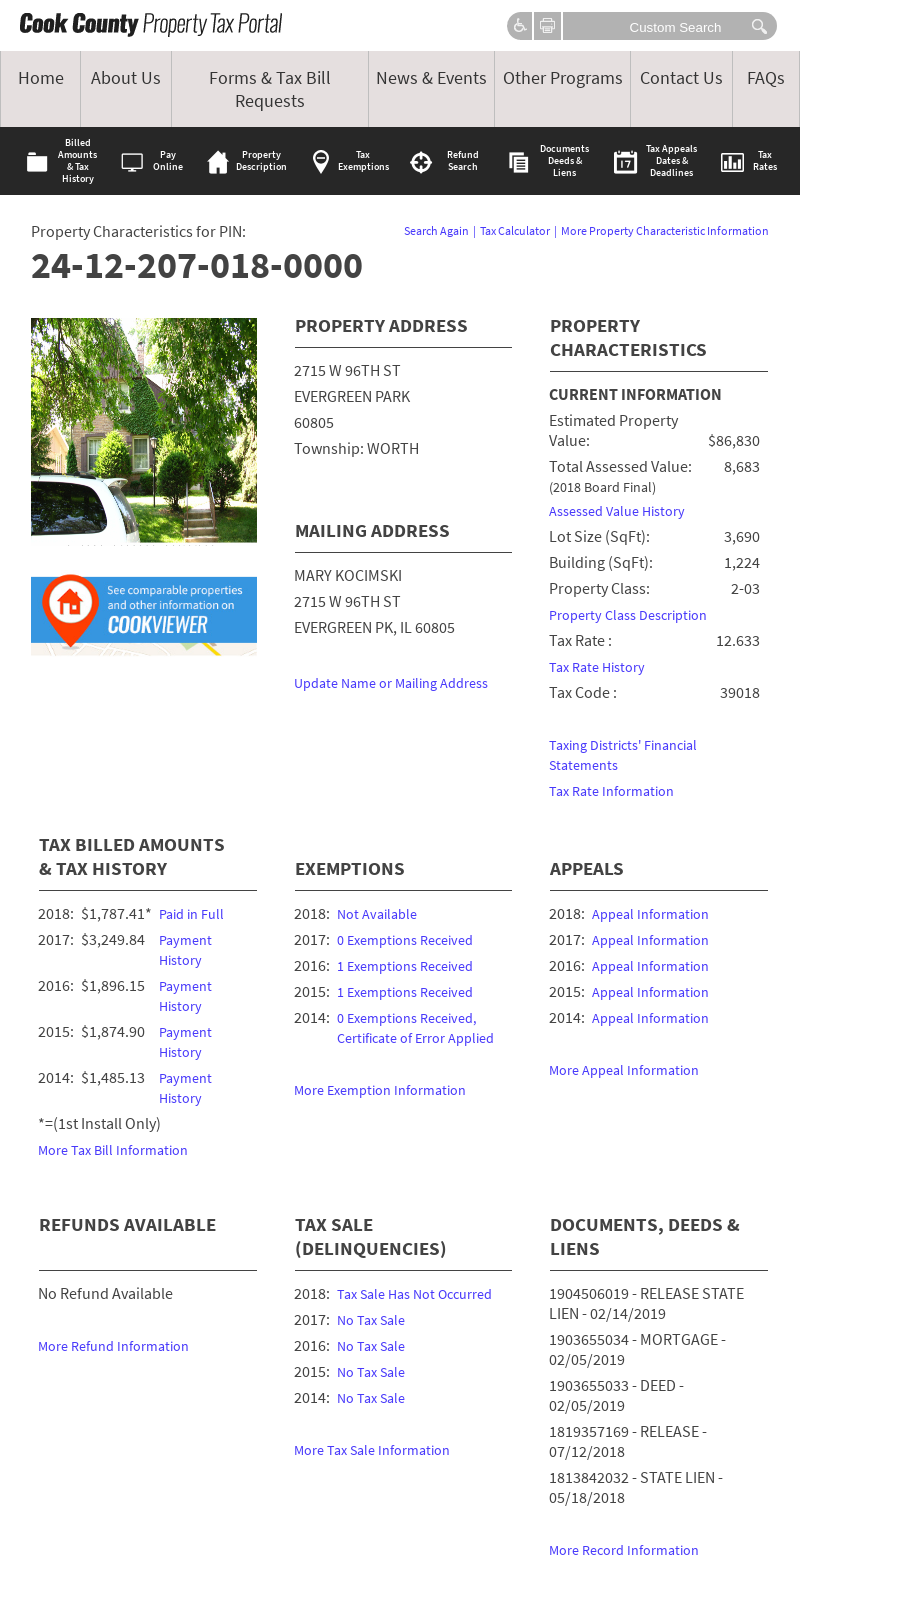 Cook County Property Tax Portal
Custom Search
Home
About Us
Forms & Tax Bill
Requests
News & Events
Other Programs
Contact Us
FAQs
Billed
Amounts
& Tax
History
Pay
Online
Property
Description
Tax
Exemptions
Refund
Search
Documents
Deeds &
Liens
17
Tax Appeals
Dates &
Deadlines
Tax
Rates
Property Characteristics for PIN:
Search Again | Tax Calculator | More Property Characteristic Information
24-12-207-018-0000
See comparable properties
and other information on
COOKVIEWER
PROPERTY ADDRESS
2715 W 96TH ST
EVERGREEN PARK
60805
Township: WORTH
MAILING ADDRESS
MARY KOCIMSKI
2715 W 96TH ST
EVERGREEN PK, IL 60805
Update Name or Mailing Address
PROPERTY
CHARACTERISTICS
CURRENT INFORMATION
Estimated Property
Value: $86,830
Total Assessed Value: 8,683
(2018 Board Final)
Assessed Value History
Lot Size (SqFt): 3,690
Building (SqFt): 1,224
Property Class: 2-03
Property Class Description
Tax Rate : 12.633
Tax Rate History
Tax Code : 39018
Taxing Districts' Financial
Statements
Tax Rate Information
TAX BILLED AMOUNTS
& TAX HISTORY
2018: $1,787.41* Paid in Full
2017: $3,249.84 Payment
History
2016: $1,896.15 Payment
History
2015: $1,874.90 Payment
History
2014: $1,485.13 Payment
History
*=(1st Install Only)
More Tax Bill Information
EXEMPTIONS
2018: Not Available
2017: 0 Exemptions Received
2016: 1 Exemptions Received
2015: 1 Exemptions Received
2014: 0 Exemptions Received,
Certificate of Error Applied
More Exemption Information
APPEALS
2018: Appeal Information
2017: Appeal Information
2016: Appeal Information
2015: Appeal Information
2014: Appeal Information
More Appeal Information
REFUNDS AVAILABLE
No Refund Available
More Refund Information
TAX SALE
(DELINQUENCIES)
2018: Tax Sale Has Not Occurred
2017: No Tax Sale
2016: No Tax Sale
2015: No Tax Sale
2014: No Tax Sale
More Tax Sale Information
DOCUMENTS, DEEDS &
LIENS
1904506019 - RELEASE STATE
LIEN - 02/14/2019
1903655034 - MORTGAGE -
02/05/2019
1903655033 - DEED -
02/05/2019
1819357169 - RELEASE -
07/12/2018
1813842032 - STATE LIEN -
05/18/2018
More Record Information